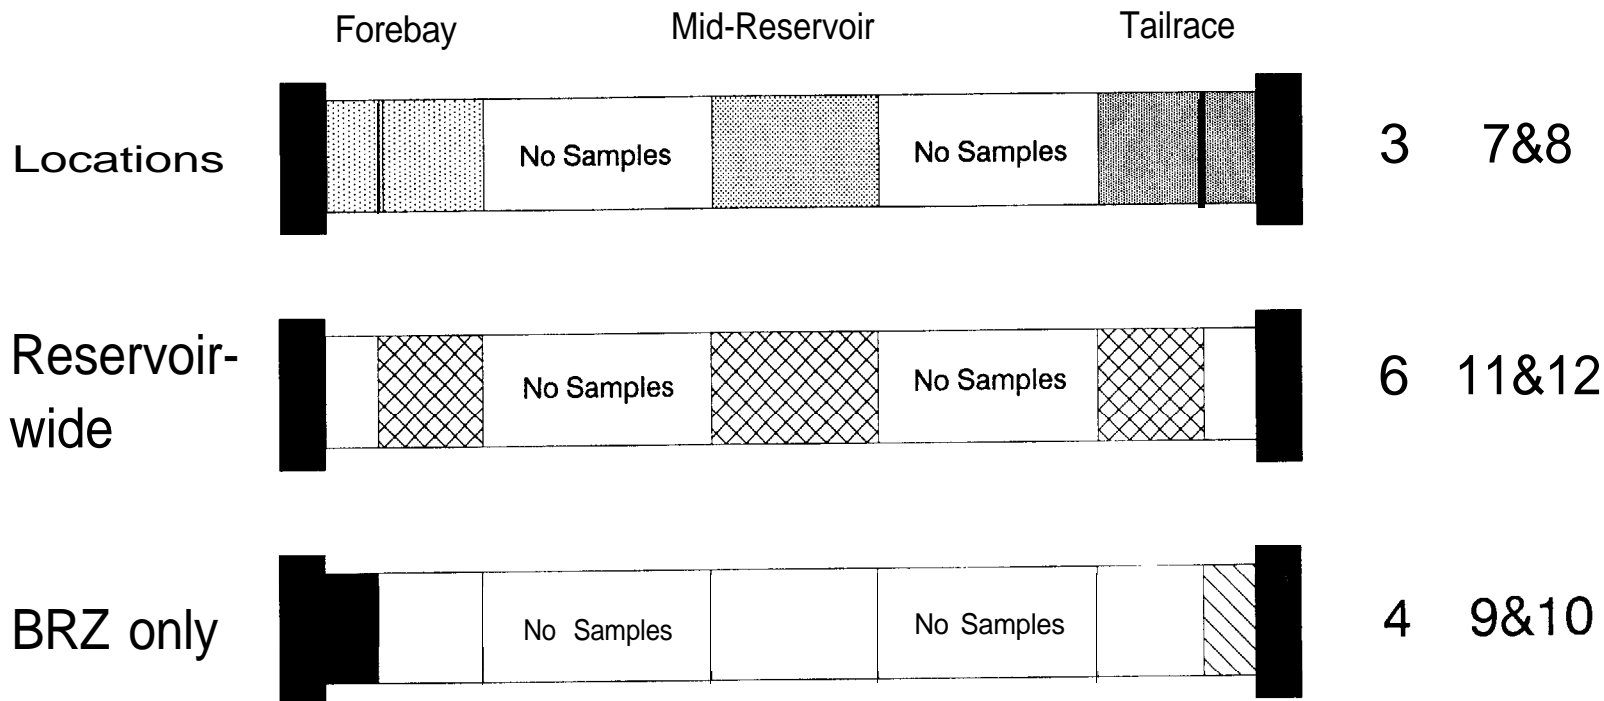 Forebay Mid-Reservoir Tailrace
Locations No Samples No Samples 3 7&8
Reservoir-
wide No Samples No Samples 6 11&12
BRZ only No Samples No Samples 4 9&10